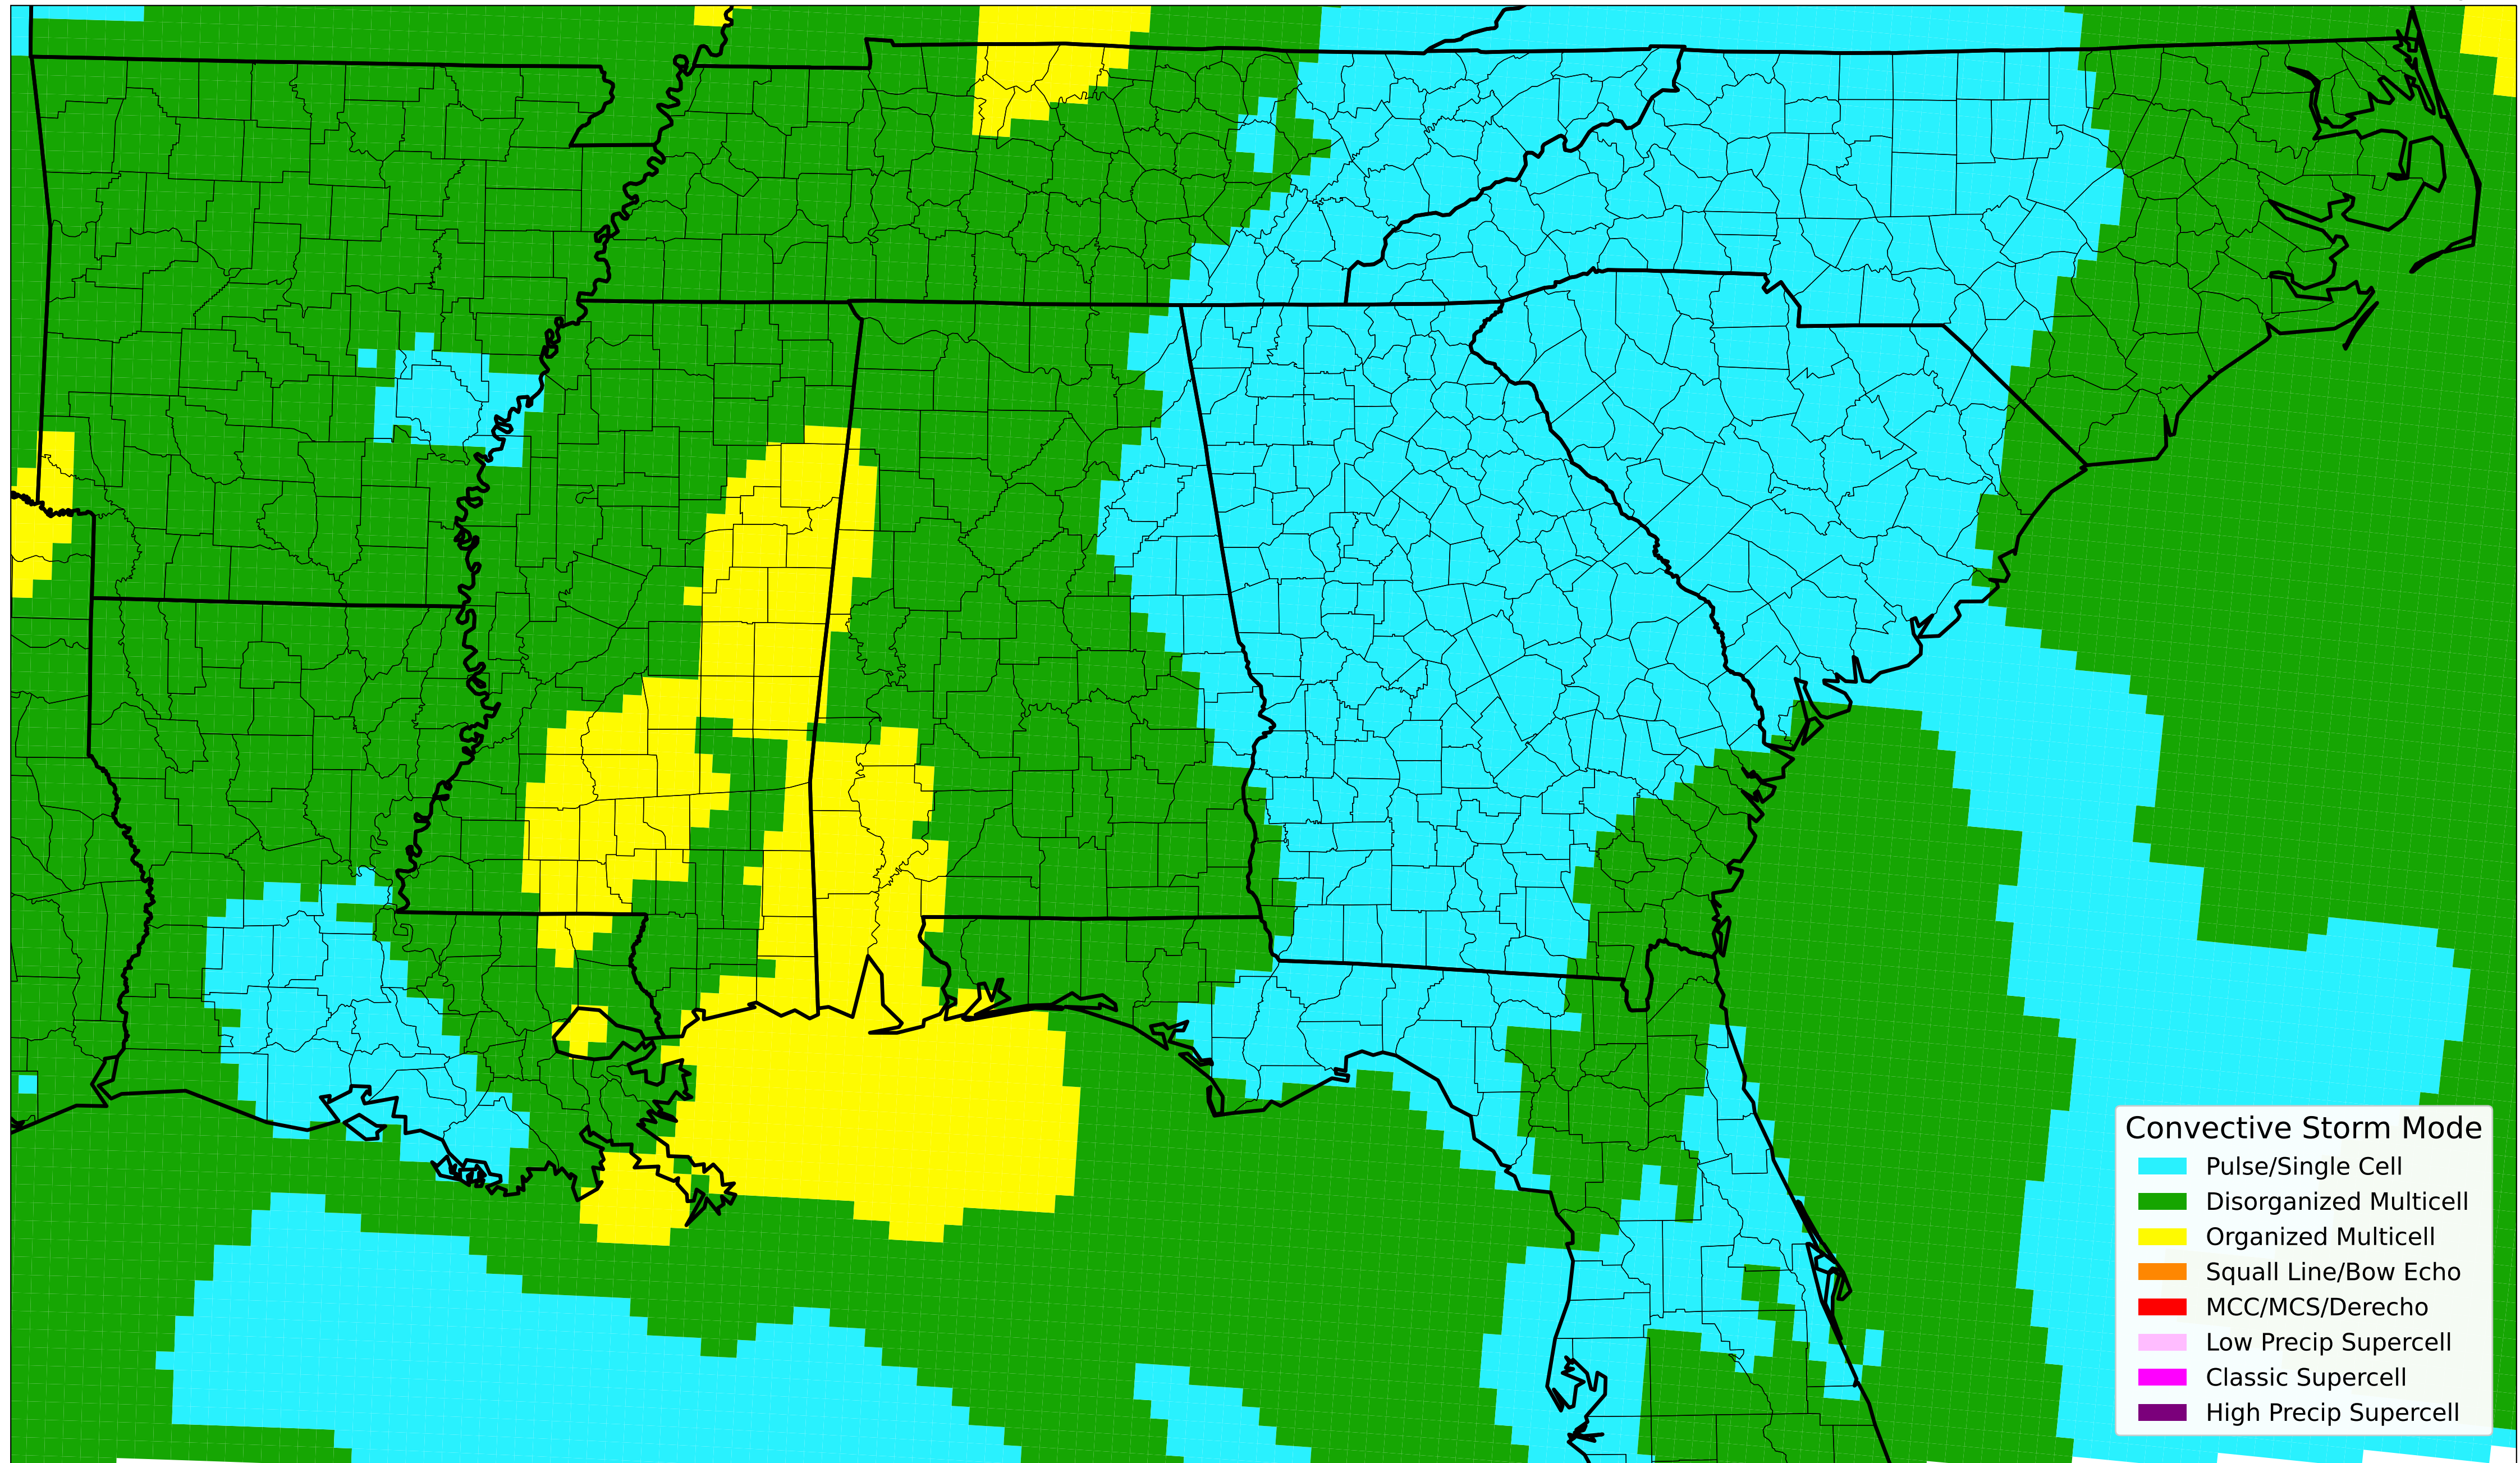 Convective Storm Mode
Pulse/Single Cell
Disorganized Multicell
Organized Multicell
Squall Line/Bow Echo
MCC/MCS/Derecho
Low Precip Supercell
Classic Supercell
High Precip Supercell